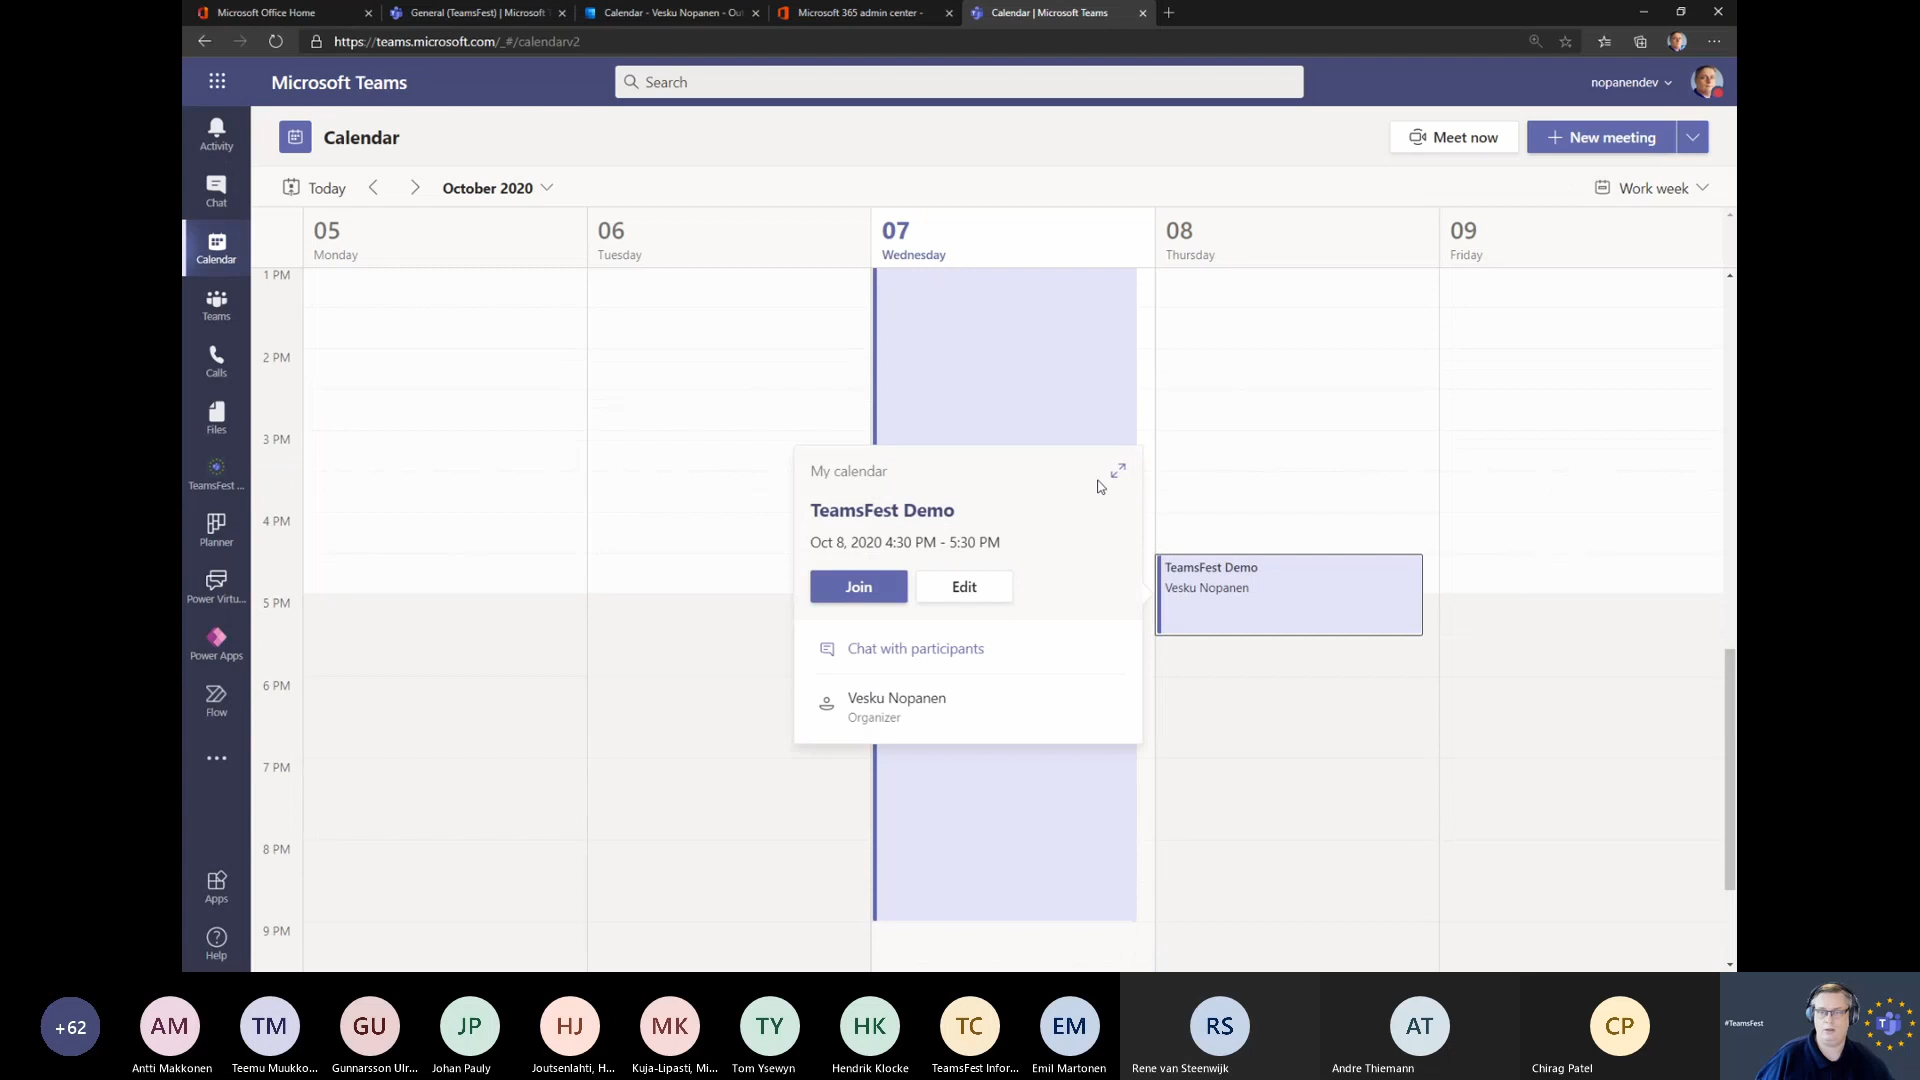 Microsoft Office Home
General (TeamsFest) | Microsoft
Calendar - Vesku Nopanen - Ou
Microsoft 365 admin center -
Calendar | Microsoft Teams
https://teams.microsoft.com/_#/calendarv2
Microsoft Teams
Search
nopanendev
Activity
Chat
Calendar
Teams
Calls
Files
TeamsFest ...
Planner
Power Virtu...
Power Apps
Flow
Apps
Help
Calendar
Meet now
New meeting
Today
October 2020
Work week
05
Monday
06
Tuesday
07
Wednesday
08
Thursday
09
Friday
1 PM
2 PM
3 PM
4 PM
5 PM
6 PM
7 PM
8 PM
9 PM
My calendar
TeamsFest Demo
Oct 8, 2020 4:30 PM - 5:30 PM
Join
Edit
Chat with participants
Vesku Nopanen
Organizer
TeamsFest Demo
Vesku Nopanen
+62
AM
TM
GU
JP
HJ
MK
TY
HK
TC
EM
RS
AT
CP
#TeamsFest
Antti Makkonen
Teemu Muukko...
Gunnarsson Ulr...
Johan Pauly
Joutsenlahti, H...
Kuja-Lipasti, Mi...
Tom Ysewyn
Hendrik Klocke
TeamsFest Infor...
Emil Martonen
Rene van Steenwijk
Andre Thiemann
Chirag Patel